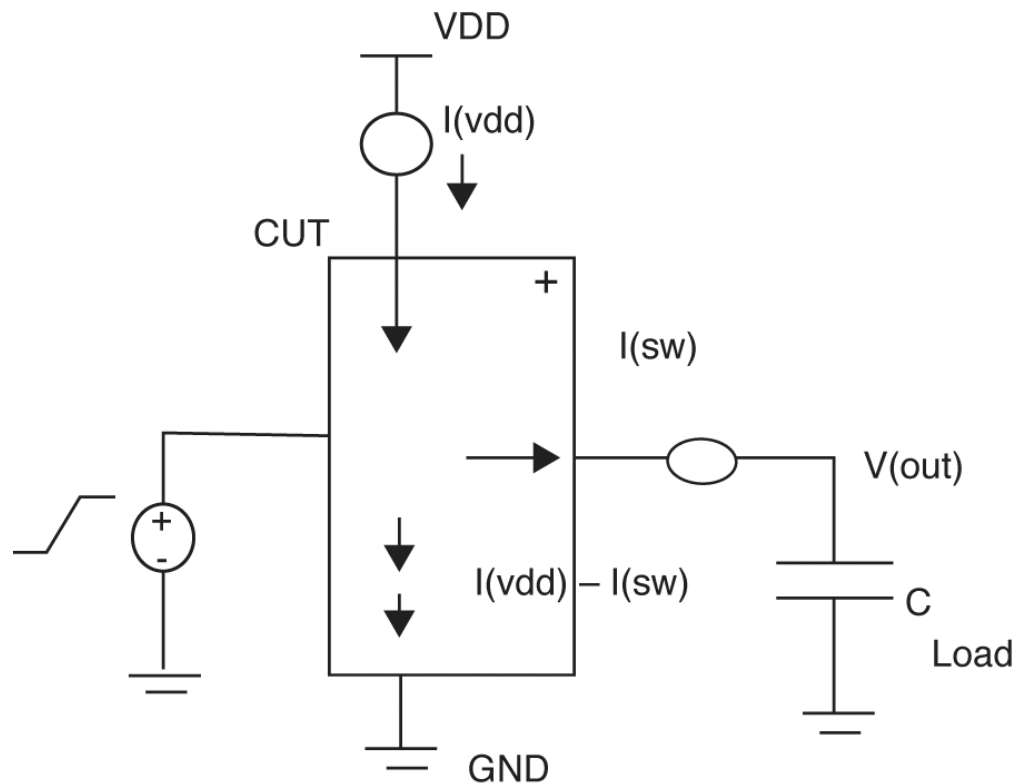 VDD
I(vdd)
CUT
+
I(sw)
V(out)
+
-
I(vdd) – I(sw)
C
Load
GND